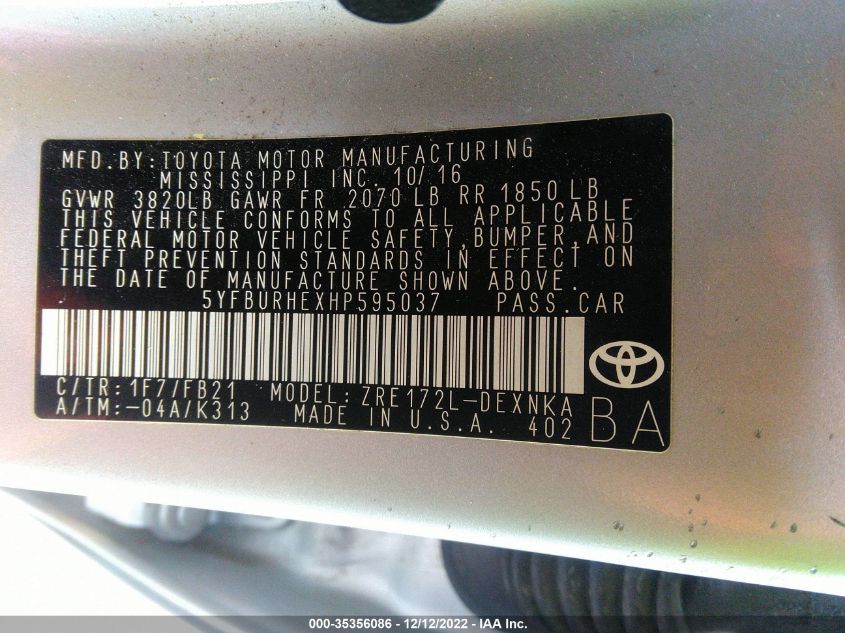 MFD.BY:TOYOTA MOTOR MANUFACTURING
MISSISSIPPI INC. 10/16
GVWR 3820LB GAWR FR 2070 LB RR 1850 LB
THIS VEHICLE CONFORMS TO ALL APPLICABLE
FEDERAL MOTOR VEHICLE SAFETY,BUMPER,AND
THEFT PREVENTION STANDARDS IN EFFECT ON
THE DATE OF MANUFACTURE SHOWN ABOVE.
5YFBURHEXHP595037 PASS.CAR
C/TR:1F7/FB21 MODEL:ZRE172L-DEXNKA
A/TM:-04A/K313 MADE IN U.S.A. 402 BA
000-35356086 - 12/12/2022 - IAA Inc.